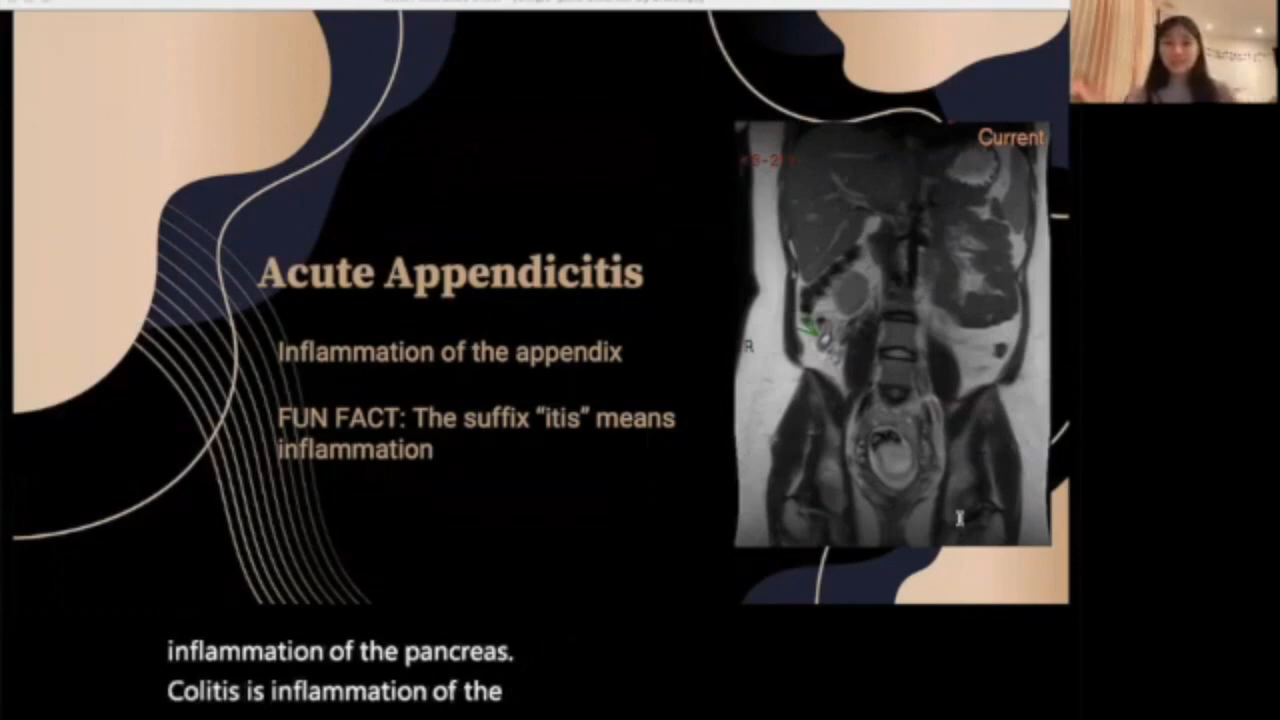 Current
Acute Appendicitis
R
Inflammation of the appendix
FUN FACT: The suffix “itis” means
inflammation
inflammation of the pancreas.
Colitis is inflammation of the